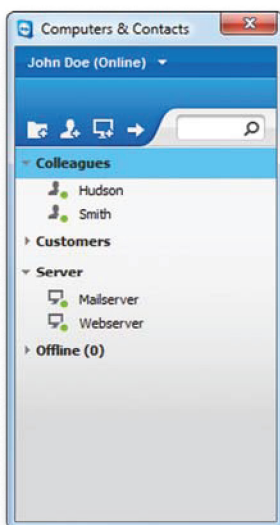 Computers & Contacts
John Doe (Online)
Colleagues
Hudson
Smith
Customers
Server
Mailserver
Webserver
Offline (0)